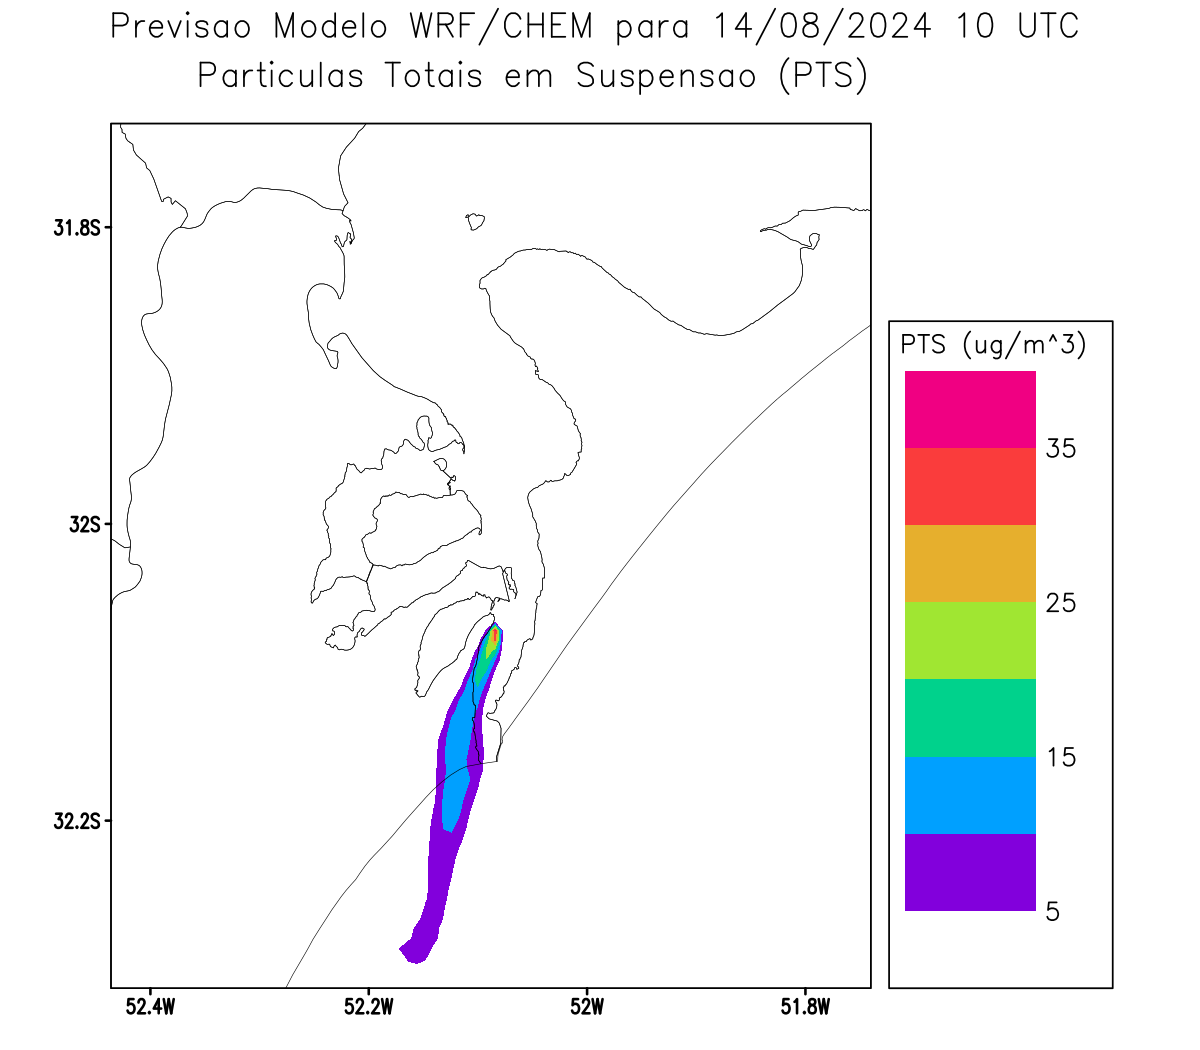 Previsao Modelo WRF/CHEM para 14/08/2024 10 UTC
Particulas Totais em Suspensao (PTS)
31.8S
32S
32.2S
52.4W
52.2W
52W
51.8W
PTS (ug/m^3)
35
25
15
5